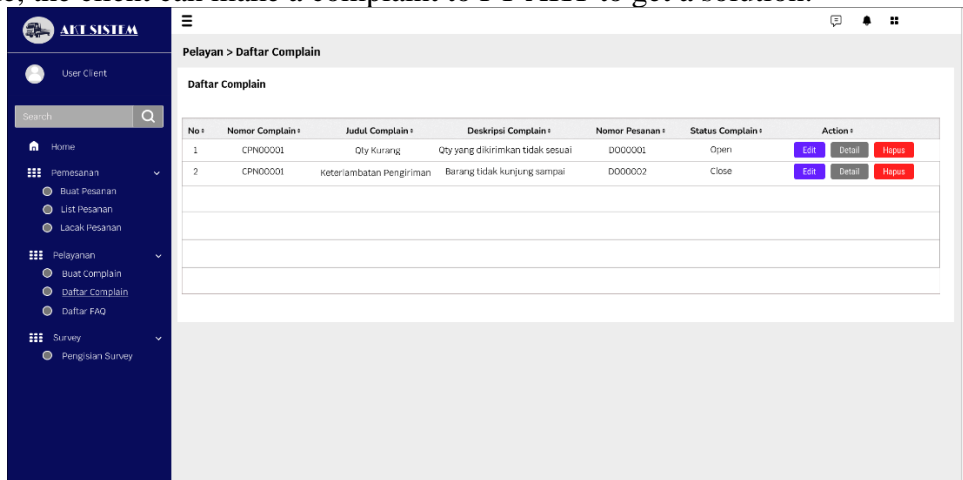 e, the client can make a complaint to PT AKT to get a solution.
AKT SISTEM
Pelayan > Daftar Complain
User Client
Daftar Complain
Search
No Nomor Complain Judul Complain Deskripsi Complain Nomor Pesanan Status Complain Action
1 CPN00001 Qty Kurang Qty yang dikirimkan tidak sesuai D000001 Open Edit Detail Hapus
2 CPN00001 Keterlambatan Pengiriman Barang tidak kunjung sampai D000002 Close Edit Detail Hapus
Home
Pemesanan
Buat Pesanan
List Pesanan
Lacak Pesanan
Pelayanan
Buat Complain
Daftar Complain
Daftar FAQ
Survey
Pengisian Survey